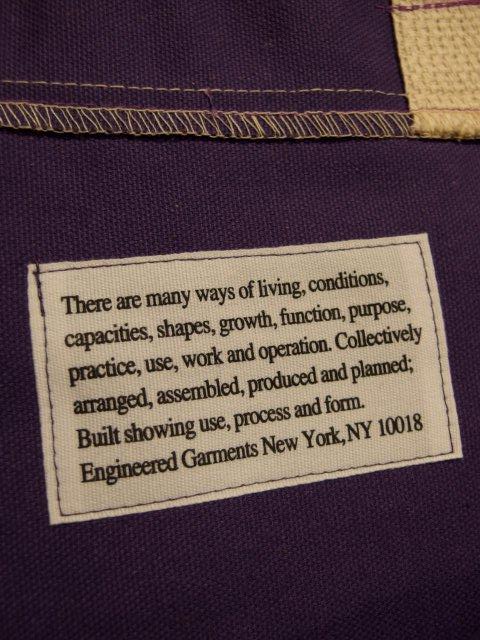 There are many ways of living, conditions,
capacities, shapes, growth, function, purpose,
practice, use, work and operation. Collectively
arranged, assembled, produced and planned;
Built showing use, process and form.
Engineered Garments New York, NY 10018